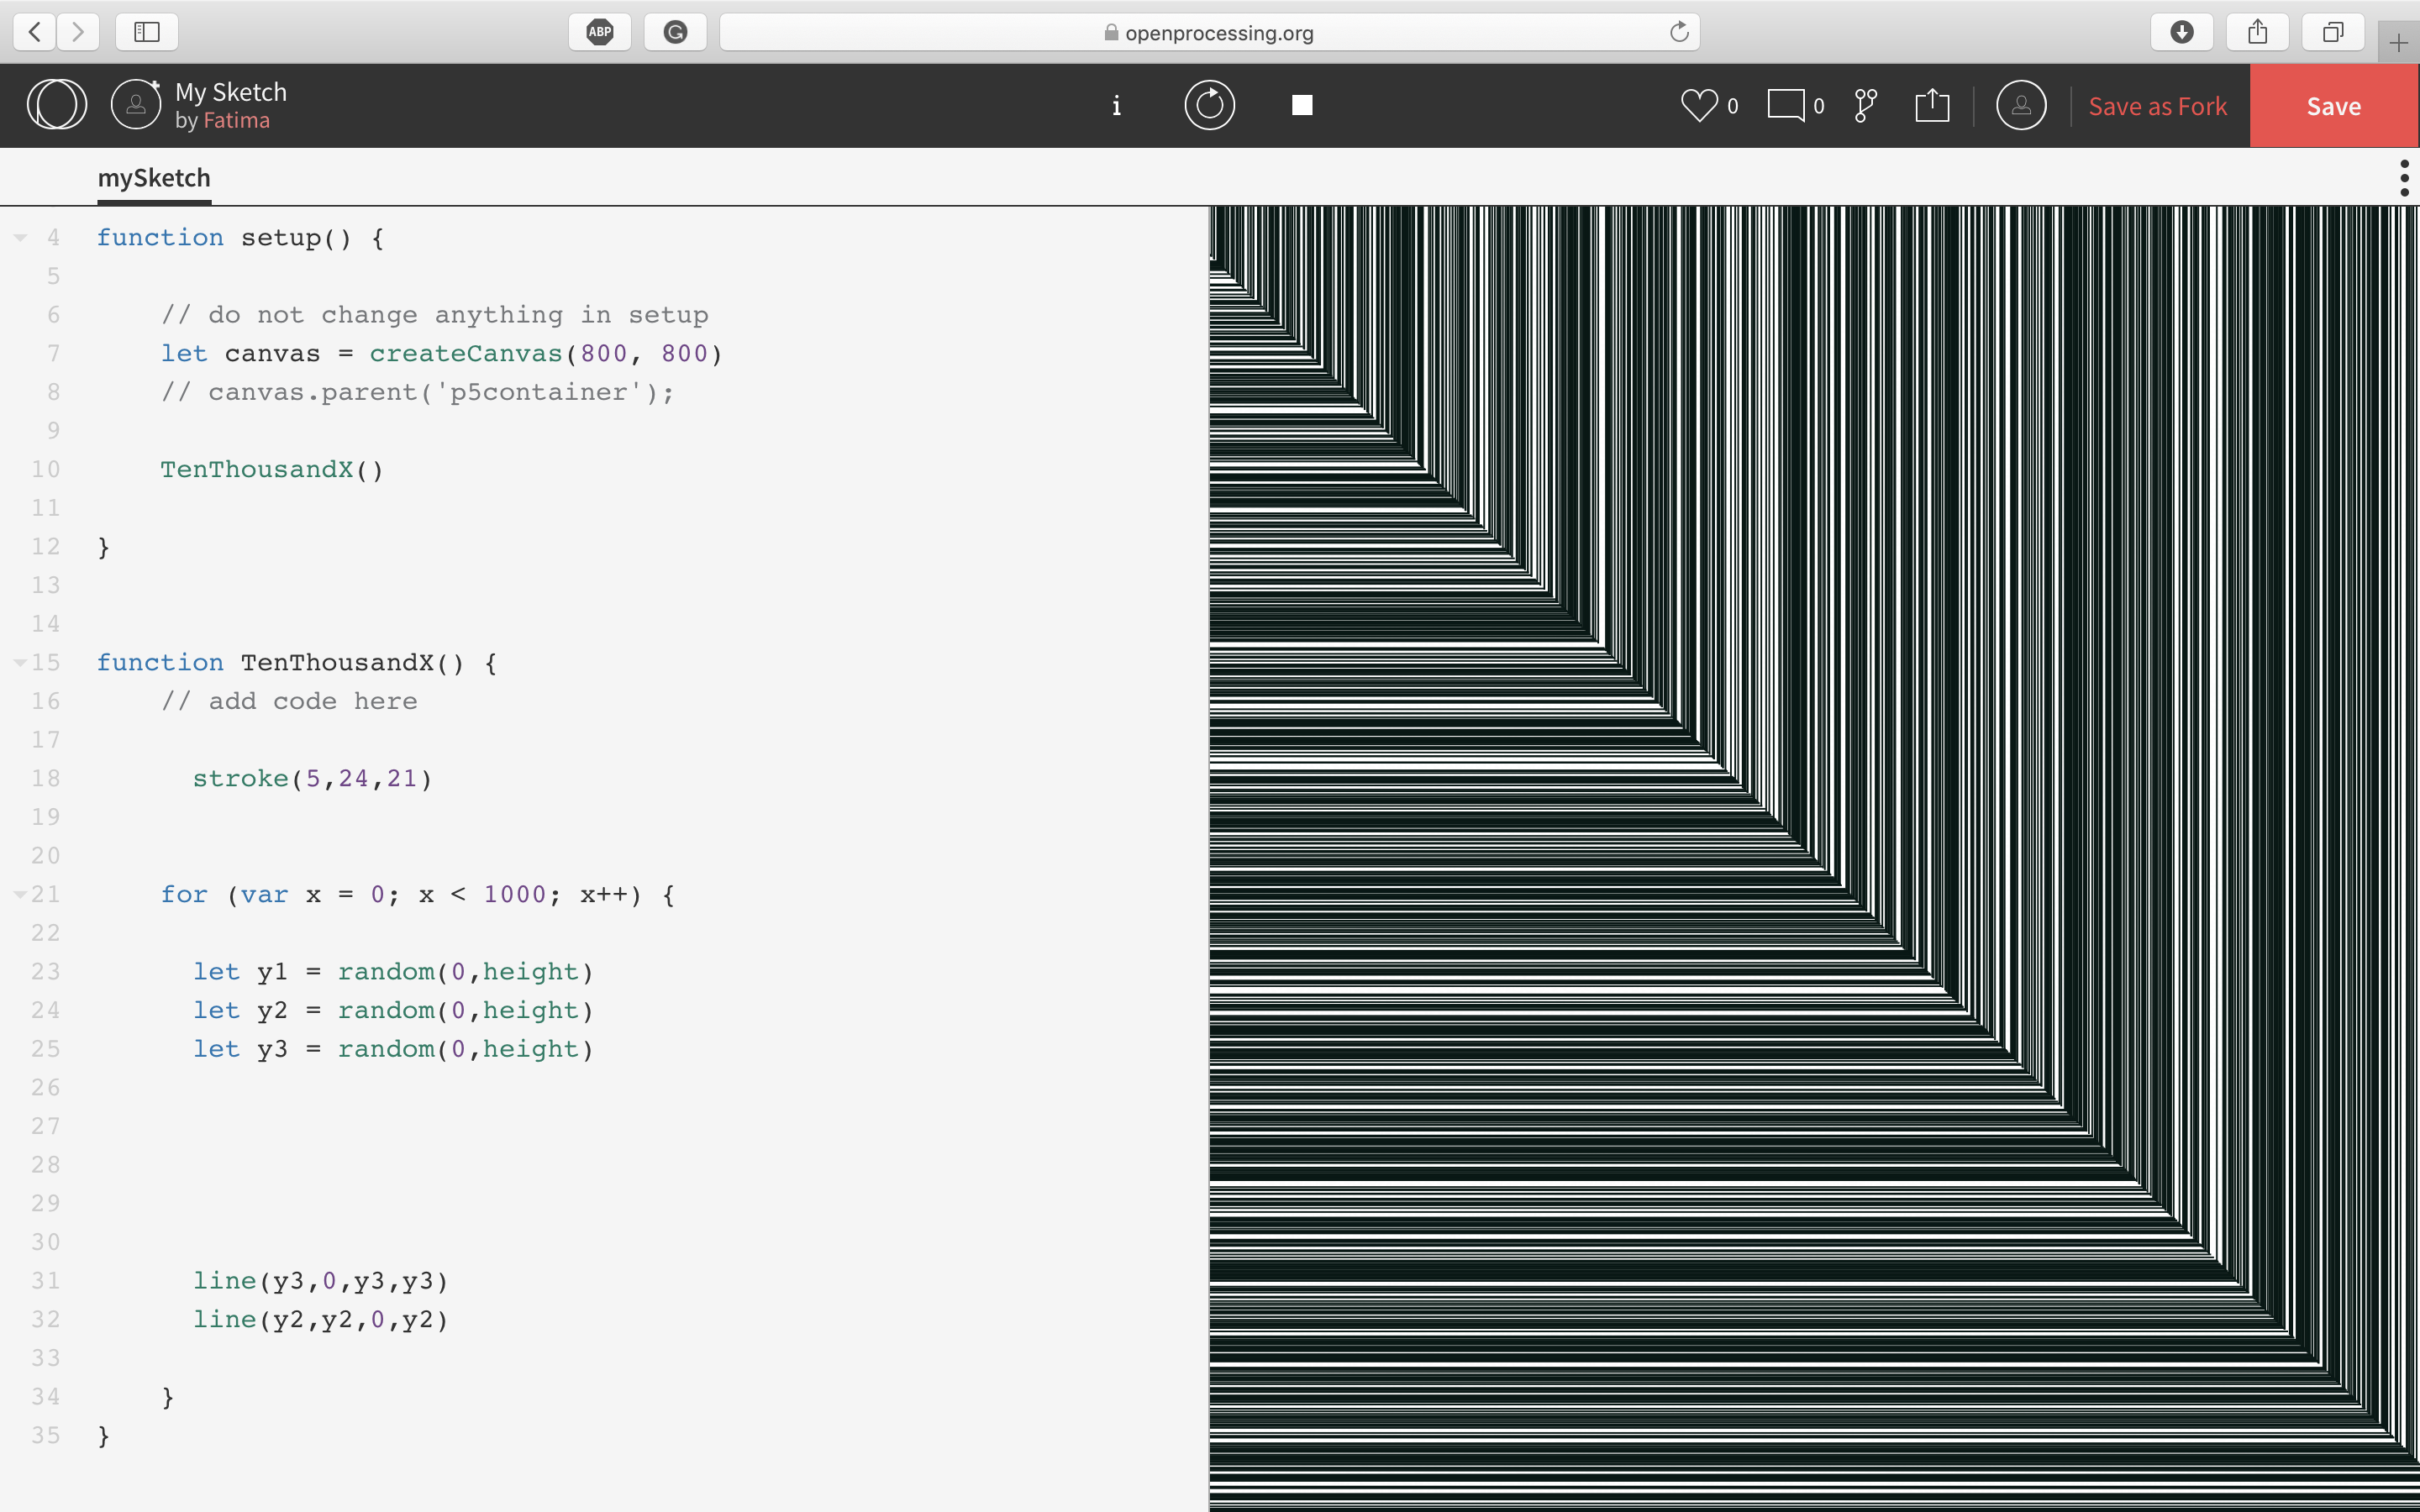 ABP
G
openprocessing.org
My Sketch
by Fatima
i
0
0
Save as Fork
Save
mySketch
4 function setup() {
5
6 // do not change anything in setup
7 let canvas = createCanvas(800, 800)
8 // canvas.parent('p5container');
9
10 TenThousandX()
11
12 }
13
14
15 function TenThousandX() {
16 // add code here
17
18 stroke(5,24,21)
19
20
21 for (var x = 0; x < 1000; x++) {
22
23 let y1 = random(0,height)
24 let y2 = random(0,height)
25 let y3 = random(0,height)
26
27
28
29
30
31 line(y3,0,y3,y3)
32 line(y2,y2,0,y2)
33
34 }
35 }